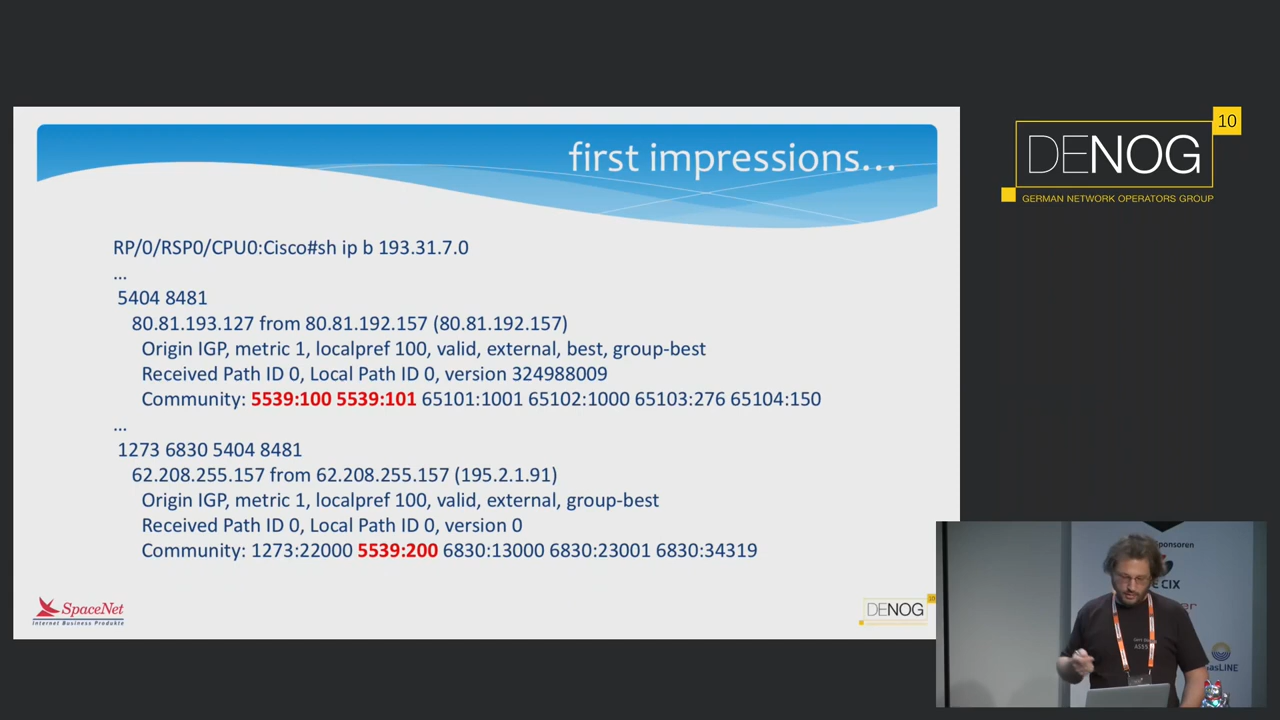 first impressions...
RP/0/RSP0/CPU0:Cisco#sh ip b 193.31.7.0
...
5404 8481
80.81.193.127 from 80.81.192.157 (80.81.192.157)
Origin IGP, metric 1, localpref 100, valid, external, best, group-best
Received Path ID 0, Local Path ID 0, version 324988009
Community: 5539:100 5539:101 65101:1001 65102:1000 65103:276 65104:150
...
1273 6830 5404 8481
62.208.255.157 from 62.208.255.157 (195.2.1.91)
Origin IGP, metric 1, localpref 100, valid, external, group-best
Received Path ID 0, Local Path ID 0, version 0
Community: 1273:22000 5539:200 6830:13000 6830:23001 6830:34319
SpaceNet
Internet Business Produkte
DENOG
10
10
DENOG
GERMAN NETWORK OPERATORS GROUP
CIX